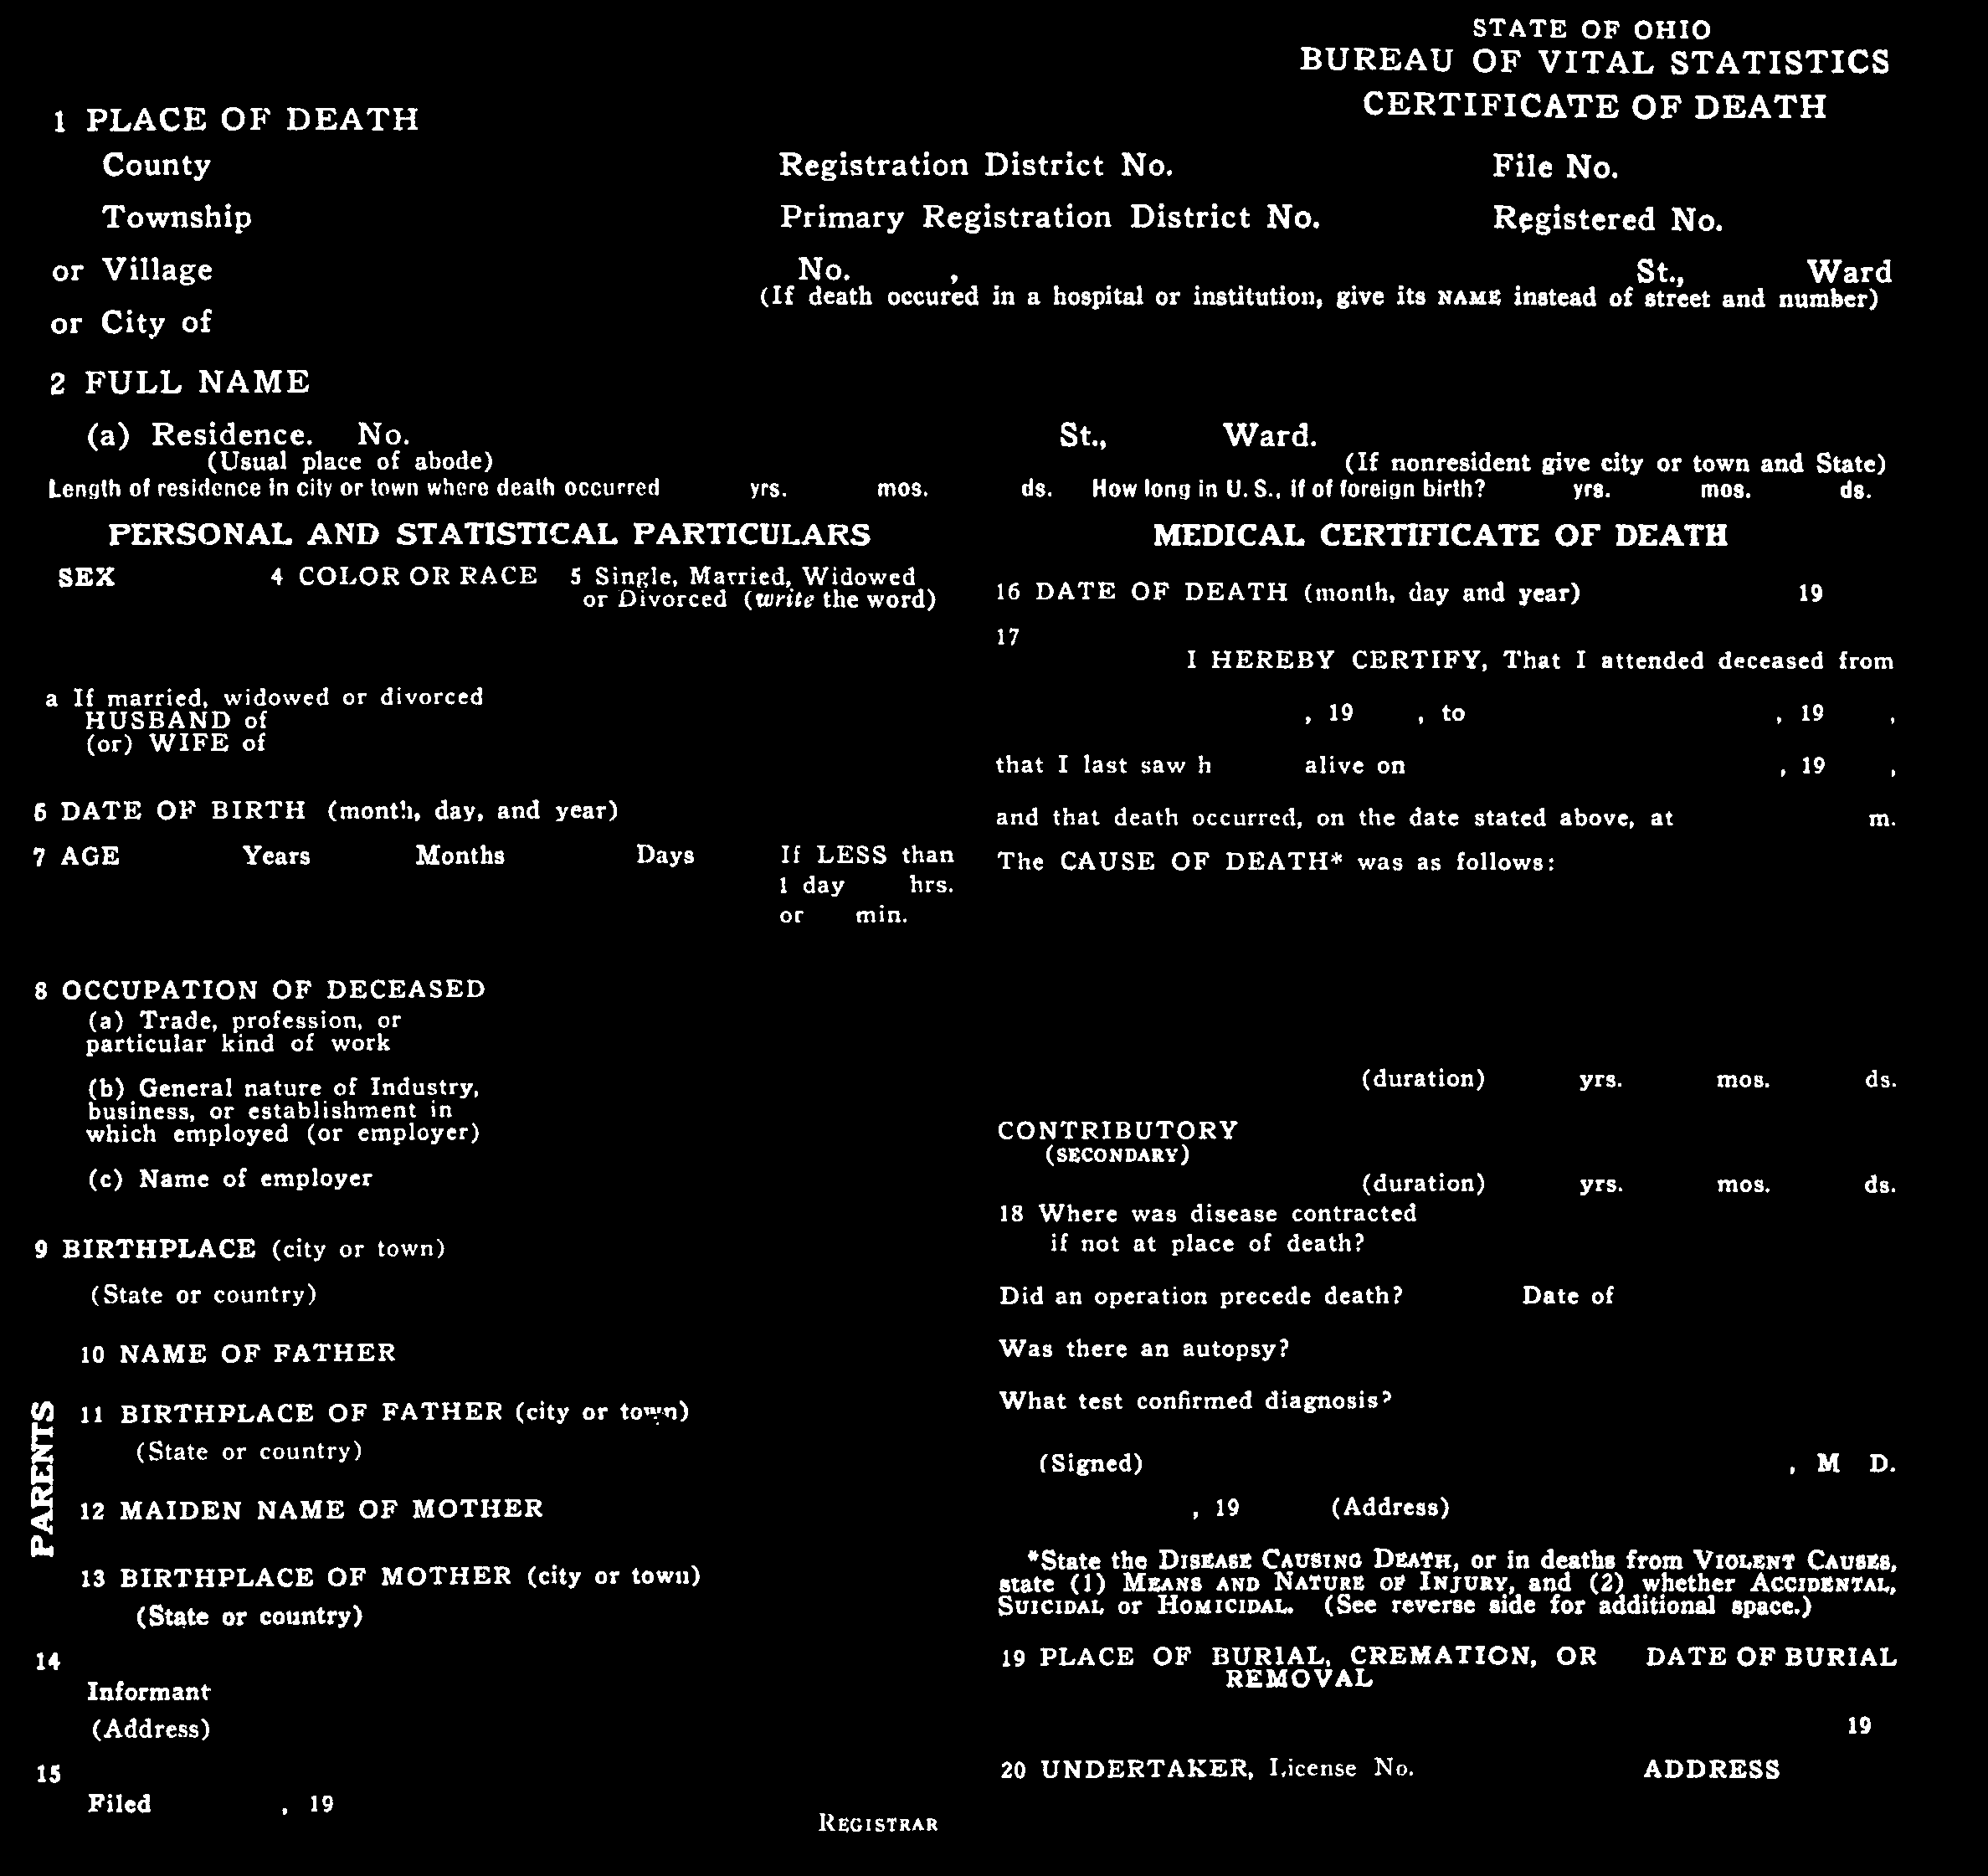 STATE OF OHIO
BUREAU OF VITAL STATISTICS
CERTIFICATE OF DEATH
1 PLACE OF DEATH
County Registration District No. File No.
Township Primary Registration District No. Registered No.
or Village No. , St., Ward
(If death occured in a hospital or institution, give its NAME instead of street and number)
or City of
2 FULL NAME
(a) Residence. No. St., Ward.
(Usual place of abode) (If nonresident give city or town and State)
Length of residence in city or town where death occurred yrs. mos. ds. How long in U. S., if of foreign birth? yrs. mos. ds.
PERSONAL AND STATISTICAL PARTICULARS
SEX 4 COLOR OR RACE 5 Single, Married, Widowed
or Divorced (write the word)
a If married, widowed or divorced
HUSBAND of
(or) WIFE of
6 DATE OF BIRTH (month, day, and year)
7 AGE Years Months Days If LESS than
1 day hrs.
or min.
8 OCCUPATION OF DECEASED
(a) Trade, profession, or
particular kind of work
(b) General nature of Industry,
business, or establishment in
which employed (or employer)
(c) Name of employer
9 BIRTHPLACE (city or town)
(State or country)
PARENTS
10 NAME OF FATHER
11 BIRTHPLACE OF FATHER (city or town)
(State or country)
12 MAIDEN NAME OF MOTHER
13 BIRTHPLACE OF MOTHER (city or town)
(State or country)
14
Informant
(Address)
15
Filed , 19
REGISTRAR
MEDICAL CERTIFICATE OF DEATH
16 DATE OF DEATH (month, day and year) 19
17
I HEREBY CERTIFY, That I attended deceased from
, 19 , to , 19 ,
that I last saw h alive on , 19 ,
and that death occurred, on the date stated above, at m.
The CAUSE OF DEATH* was as follows:
(duration) yrs. mos. ds.
CONTRIBUTORY
(SECONDARY)
(duration) yrs. mos. ds.
18 Where was disease contracted
if not at place of death?
Did an operation precede death? Date of
Was there an autopsy?
What test confirmed diagnosis?
(Signed) , M D.
, 19 (Address)
*State the DISEASE CAUSING DEATH, or in deaths from VIOLENT CAUSES,
state (1) MEANS AND NATURE OF INJURY, and (2) whether ACCIDENTAL,
SUICIDAL or HOMICIDAL. (See reverse side for additional space.)
19 PLACE OF BURIAL, CREMATION, OR DATE OF BURIAL
REMOVAL
19
20 UNDERTAKER, License No. ADDRESS